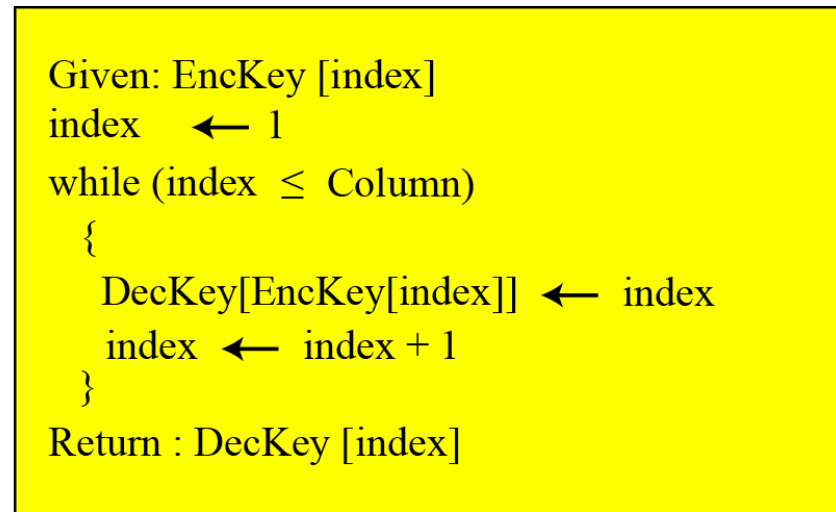 Given: EncKey [index]
index ← 1
while (index ≤ Column)
{
DecKey[EncKey[index]] ← index
index ← index + 1
}
Return : DecKey [index]